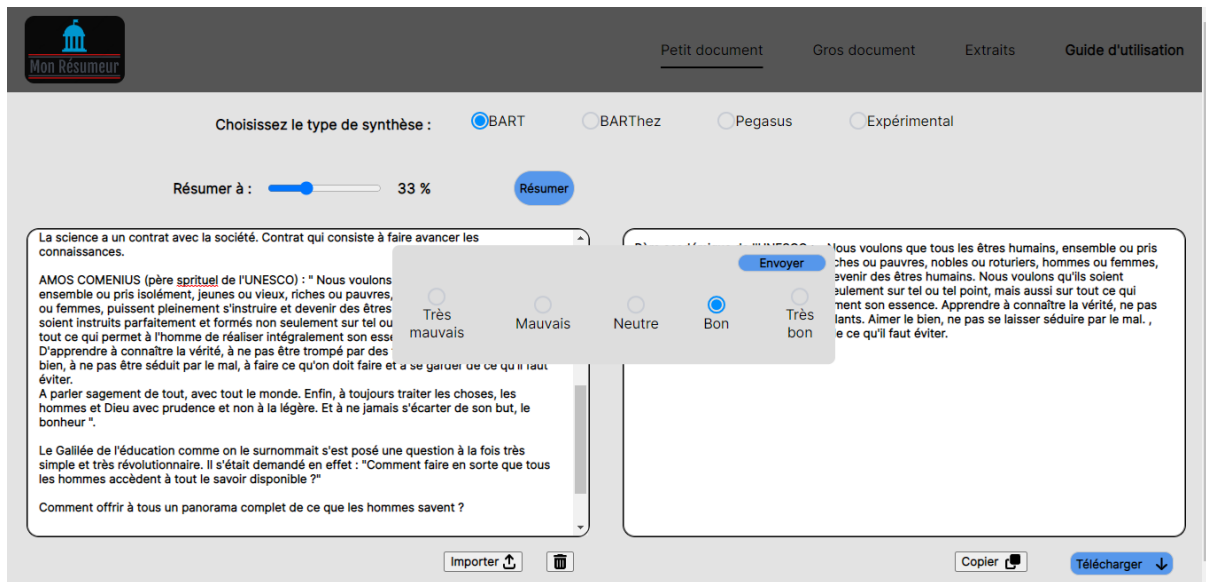 Mon Résumeur
Petit document
Gros document
Extraits
Guide d'utilisation
Choisissez le type de synthèse :
BART
BARThez
Pegasus
Expérimental
Résumer à :
33 %
Résumer
La science a un contrat avec la société. Contrat qui consiste à faire avancer les
connaissances.
AMOS COMENIUS (père sprituel de l'UNESCO) : " Nous voulons
ensemble ou pris isolément, jeunes ou vieux, riches ou pauvres,
ou femmes, puissent pleinement s'instruire et devenir des êtres
soient instruits parfaitement et formés non seulement sur tel ou
tout ce qui permet à l'homme de réaliser intégralement son
D'apprendre à connaître la vérité, à ne pas être trompé par des
bien, à ne pas être séduit par le mal, à faire ce qu'on doit faire et à se garder de ce qu'il faut
éviter.
A parler sagement de tout, avec tout le monde. Enfin, à toujours traiter les choses, les
hommes et Dieu avec prudence et non à la légère. Et à ne jamais s'écarter de son but, le
bonheur ".
Le Galilée de l'éducation comme on le surnommait s'est posé une question à la fois très
simple et très révolutionnaire. Il s'était demandé en effet : "Comment faire en sorte que tous
les hommes accèdent à tout le savoir disponible ?"
Comment offrir à tous un panorama complet de ce que les hommes savent ?
Envoyer
Très mauvais
Mauvais
Neutre
Bon
Très bon
Nous voulons que tous les êtres humains, ensemble ou pris
ches ou pauvres, nobles ou roturiers, hommes ou femmes,
evenir des êtres humains. Nous voulons qu'ils soient
eulement sur tel ou tel point, mais aussi sur tout ce qui
ment son essence. Apprendre à connaître la vérité, ne pas
lants. Aimer le bien, ne pas se laisser séduire par le mal. ,
e ce qu'il faut éviter.
Importer
Copier
Télécharger